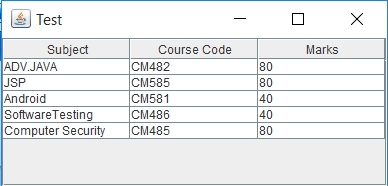 Test
Subject Course Code Marks
ADV.JAVA CM482 80
JSP CM585 80
Android CM581 40
SoftwareTesting CM486 40
Computer Security CM485 80